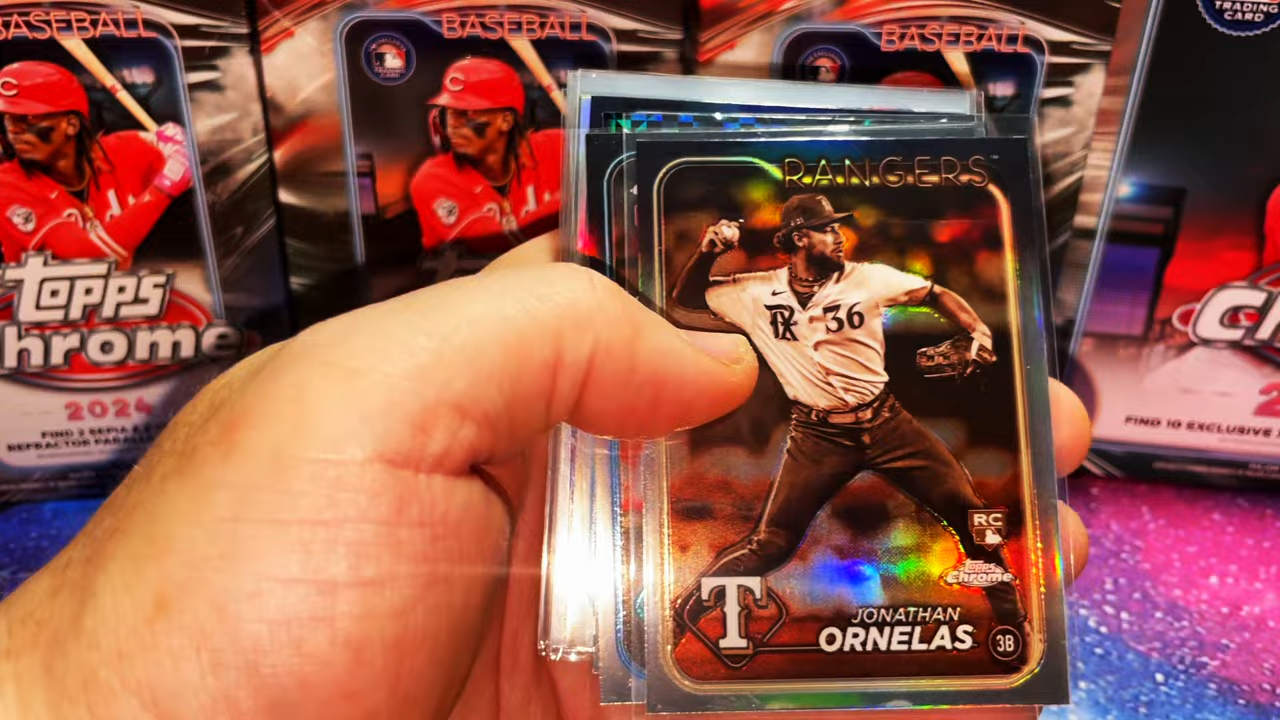 BASEBALL
BASEBALL
BASEBALL
TRADING
CARD
RANGERS
36
RC
Topps
Chrome
T
JONATHAN
ORNELAS
3B
Topps
Chrome
2024
FIND 2 SEPIA
REFRACTOR PARALLE
C
FIND 10 EXCLUSIVE